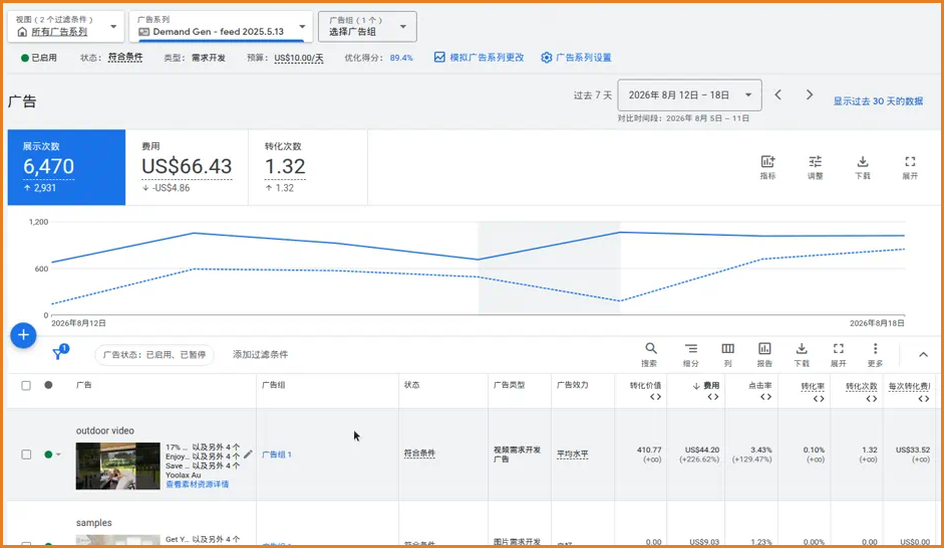 视图 ( 2 个过滤条件 )
所有广告系列
广告系列
Demand Gen - feed 2025.5.13
广告组 ( 1 个 )
选择广告组
已启用 状态： 符合条件 类型： 需求开发 预算： US$10.00/天 优化得分： 89.4% 模拟广告系列更改 广告系列设置
广告
过去 7 天
2026年 8月 12日 – 18日
显示过去 30 天的数据
对比时间段：2026年 8月 5日 – 11日
展示次数
6,470
↑ 2,931
费用
US$66.43
↓ -US$4.86
转化次数
1.32
↑ 1.32
指标
调整
下载
展开
1,200
600
0
2026年8月12日
2026年8月18日
1
广告状态：已启用、已暂停
添加过滤条件
搜索
细分
列
报告
下载
展开
更多
广告 广告组 状态 广告类型 广告效力 转化价值 ↓ 费用 点击率 转化率 转化次数 每次转化费用
outdoor video
17% ... 以及另外 4 个
Enjoy... 以及另外 4 个
Save ... 以及另外 4 个
Yoolax Au
查看素材资源详情
广告组 1
符合条件
视频需求开发
广告
平均水平
410.77
(+∞)
US$44.20
(+226.62%)
3.43%
(+129.47%)
0.10%
(+∞)
1.32
(+∞)
US$33.52
(+∞)
samples
Get Y... 以及另外 4 个
符合条件
图片需求开发
0.00
US$9.03
1.23%
0.00%
0.00
US$0.00